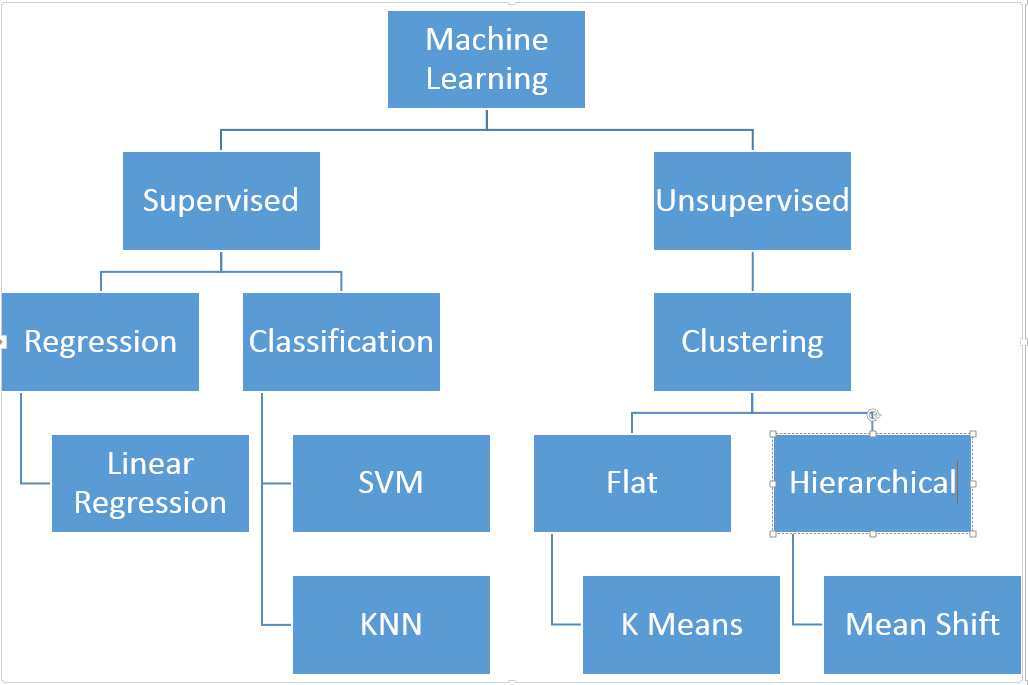 Machine
Learning
Supervised
Unsupervised
Regression
Classification
Clustering
Linear
Regression
SVM
Flat
Hierarchical
KNN
K Means
Mean Shift